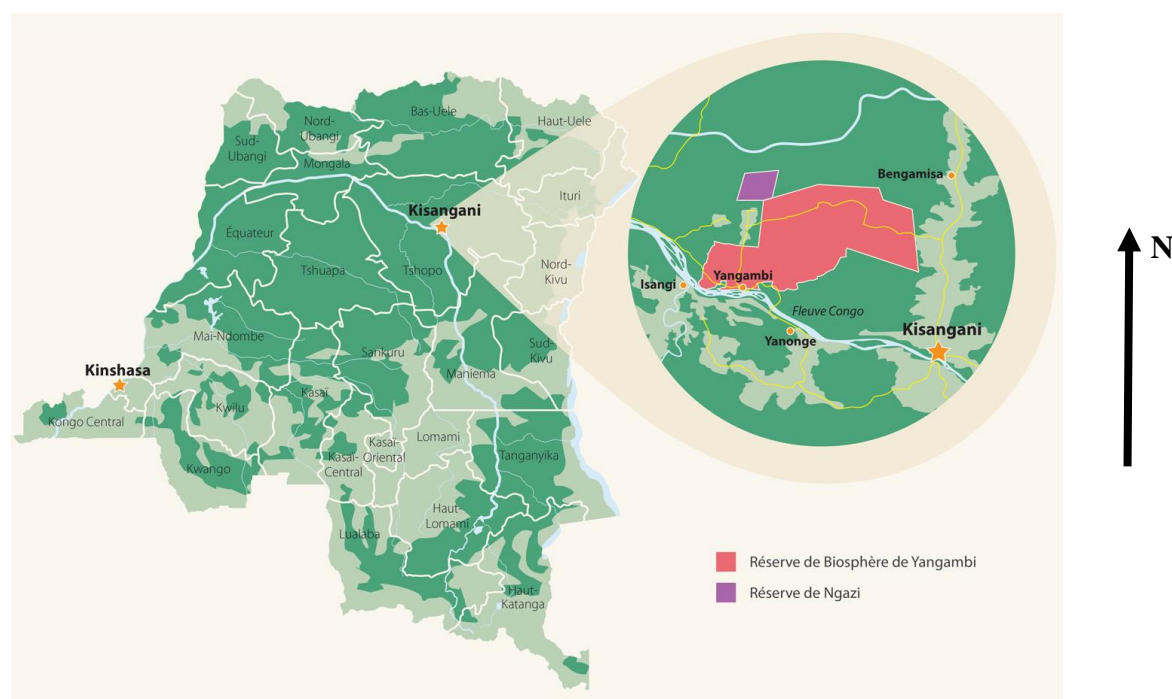 Bas-Uele
Haut-Uele
Nord-
Ubangi
Sud-
Ubangi
Mongala
Ituri
Kisangani
Équateur
Tshuapa
Tshopo
Nord-
Kivu
Mai-Ndombe
Sankuru
Sud-
Kivu
Maniema
Kinshasa
Kasaï
Kwilu
Kongo Central
Lomami
Kasaï-
Oriental
Kasaï-
Central
Tanganyika
Kwango
Haut-
Lomami
Lualaba
Haut-
Katanga
Bengamisa
Isangi
Yangambi
Fleuve Congo
Yanonge
Kisangani
N
Réserve de Biosphère de Yangambi
Réserve de Ngazi